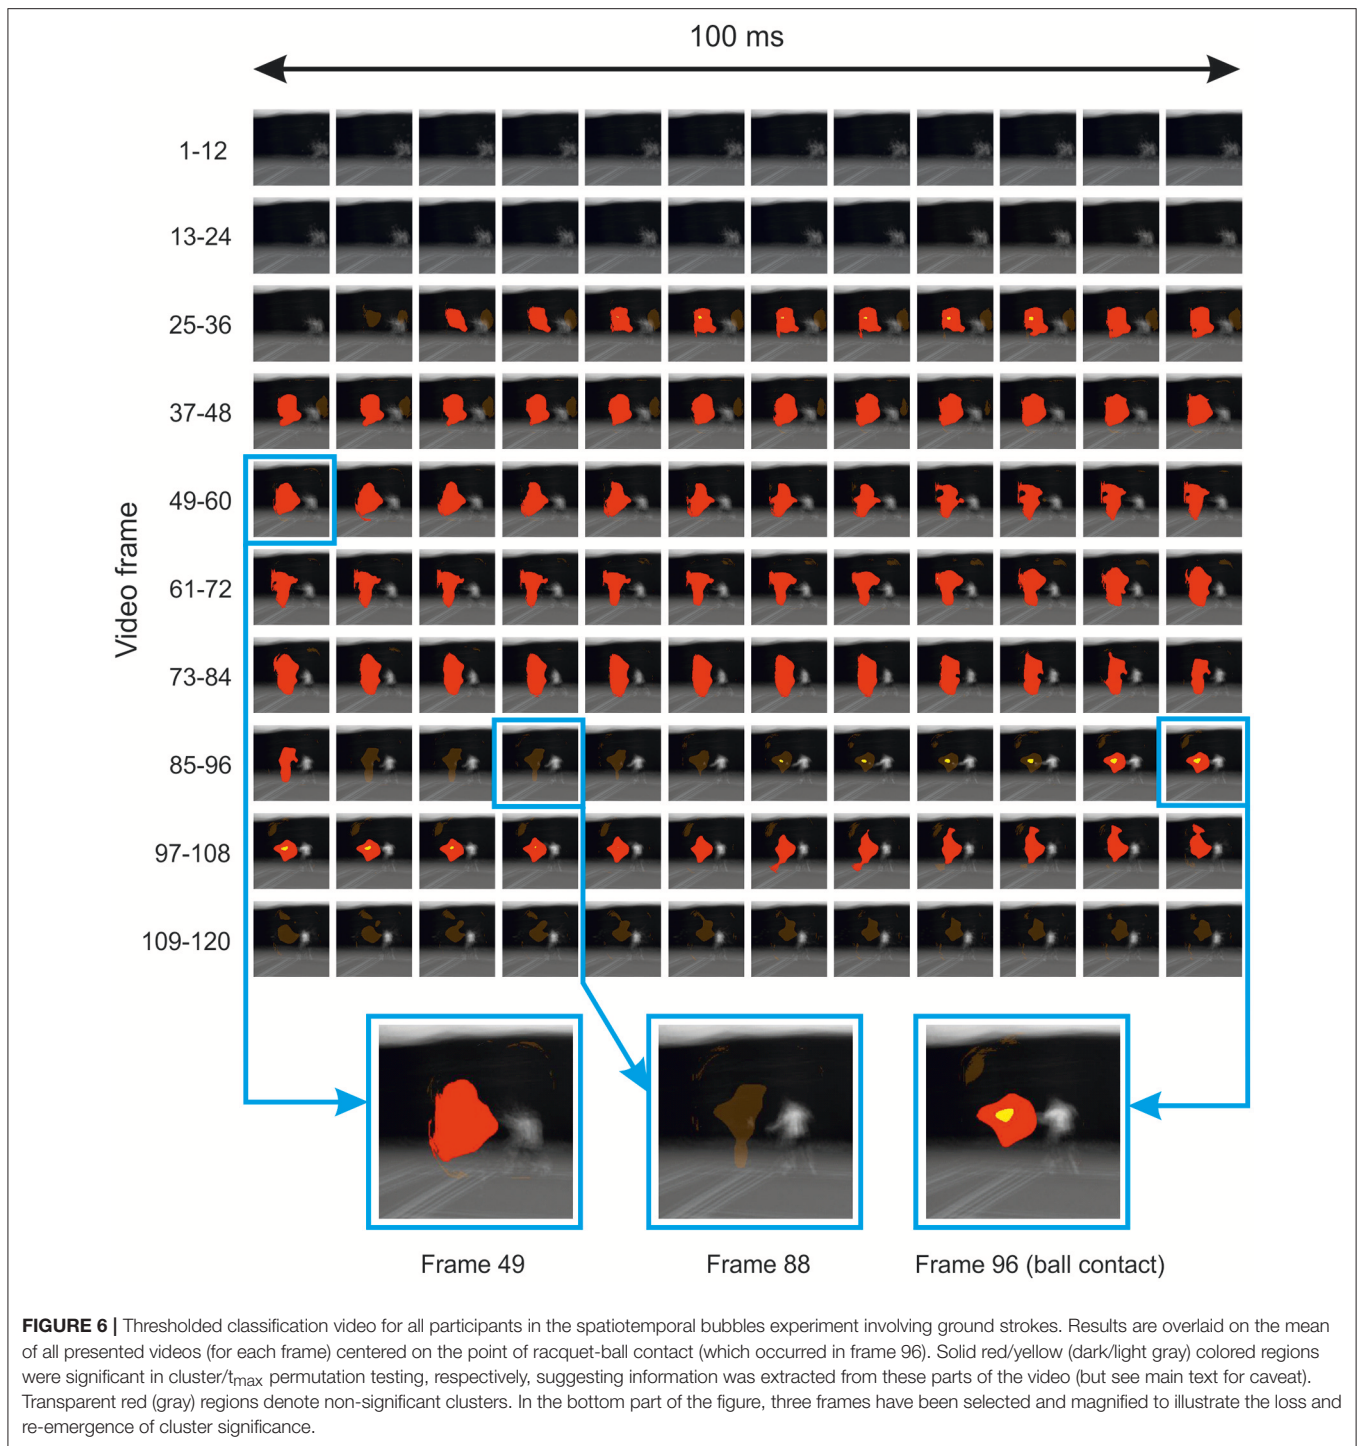 100 ms
1-12
13-24
25-36
37-48
49-60
61-72
73-84
85-96
97-108
109-120
Video frame
Frame 49
Frame 88
Frame 96 (ball contact)
FIGURE 6 | Thresholded classification video for all participants in the spatiotemporal bubbles experiment involving ground strokes. Results are overlaid on the mean
of all presented videos (for each frame) centered on the point of racquet-ball contact (which occurred in frame 96). Solid red/yellow (dark/light gray) colored regions
were significant in cluster/tmax permutation testing, respectively, suggesting information was extracted from these parts of the video (but see main text for caveat).
Transparent red (gray) regions denote non-significant clusters. In the bottom part of the figure, three frames have been selected and magnified to illustrate the loss and
re-emergence of cluster significance.